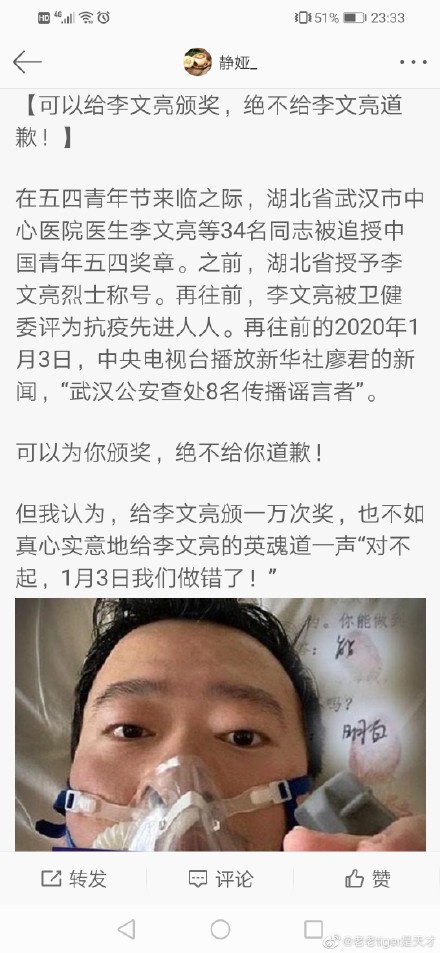 HD 4G 51% 23:33
静娅_
【可以给李文亮颁奖，绝不给李文亮道
歉！】
在五四青年节来临之际，湖北省武汉市中
心医院医生李文亮等34名同志被追授中
国青年五四奖章。之前，湖北省授予李
文亮烈士称号。再往前，李文亮被卫健
委评为抗疫先进人人。再往前的2020年1
月3日，中央电视台播放新华社廖君的新
闻，“武汉公安查处8名传播谣言者”。
可以为你颁奖，绝不给你道歉！
但我认为，给李文亮颁一万次奖，也不如
真心实意地给李文亮的英魂道一声“对不
起，1月3日我们做错了！”
你能做
能
吗？
明白
转发 评论 赞
@老老tiger是天才